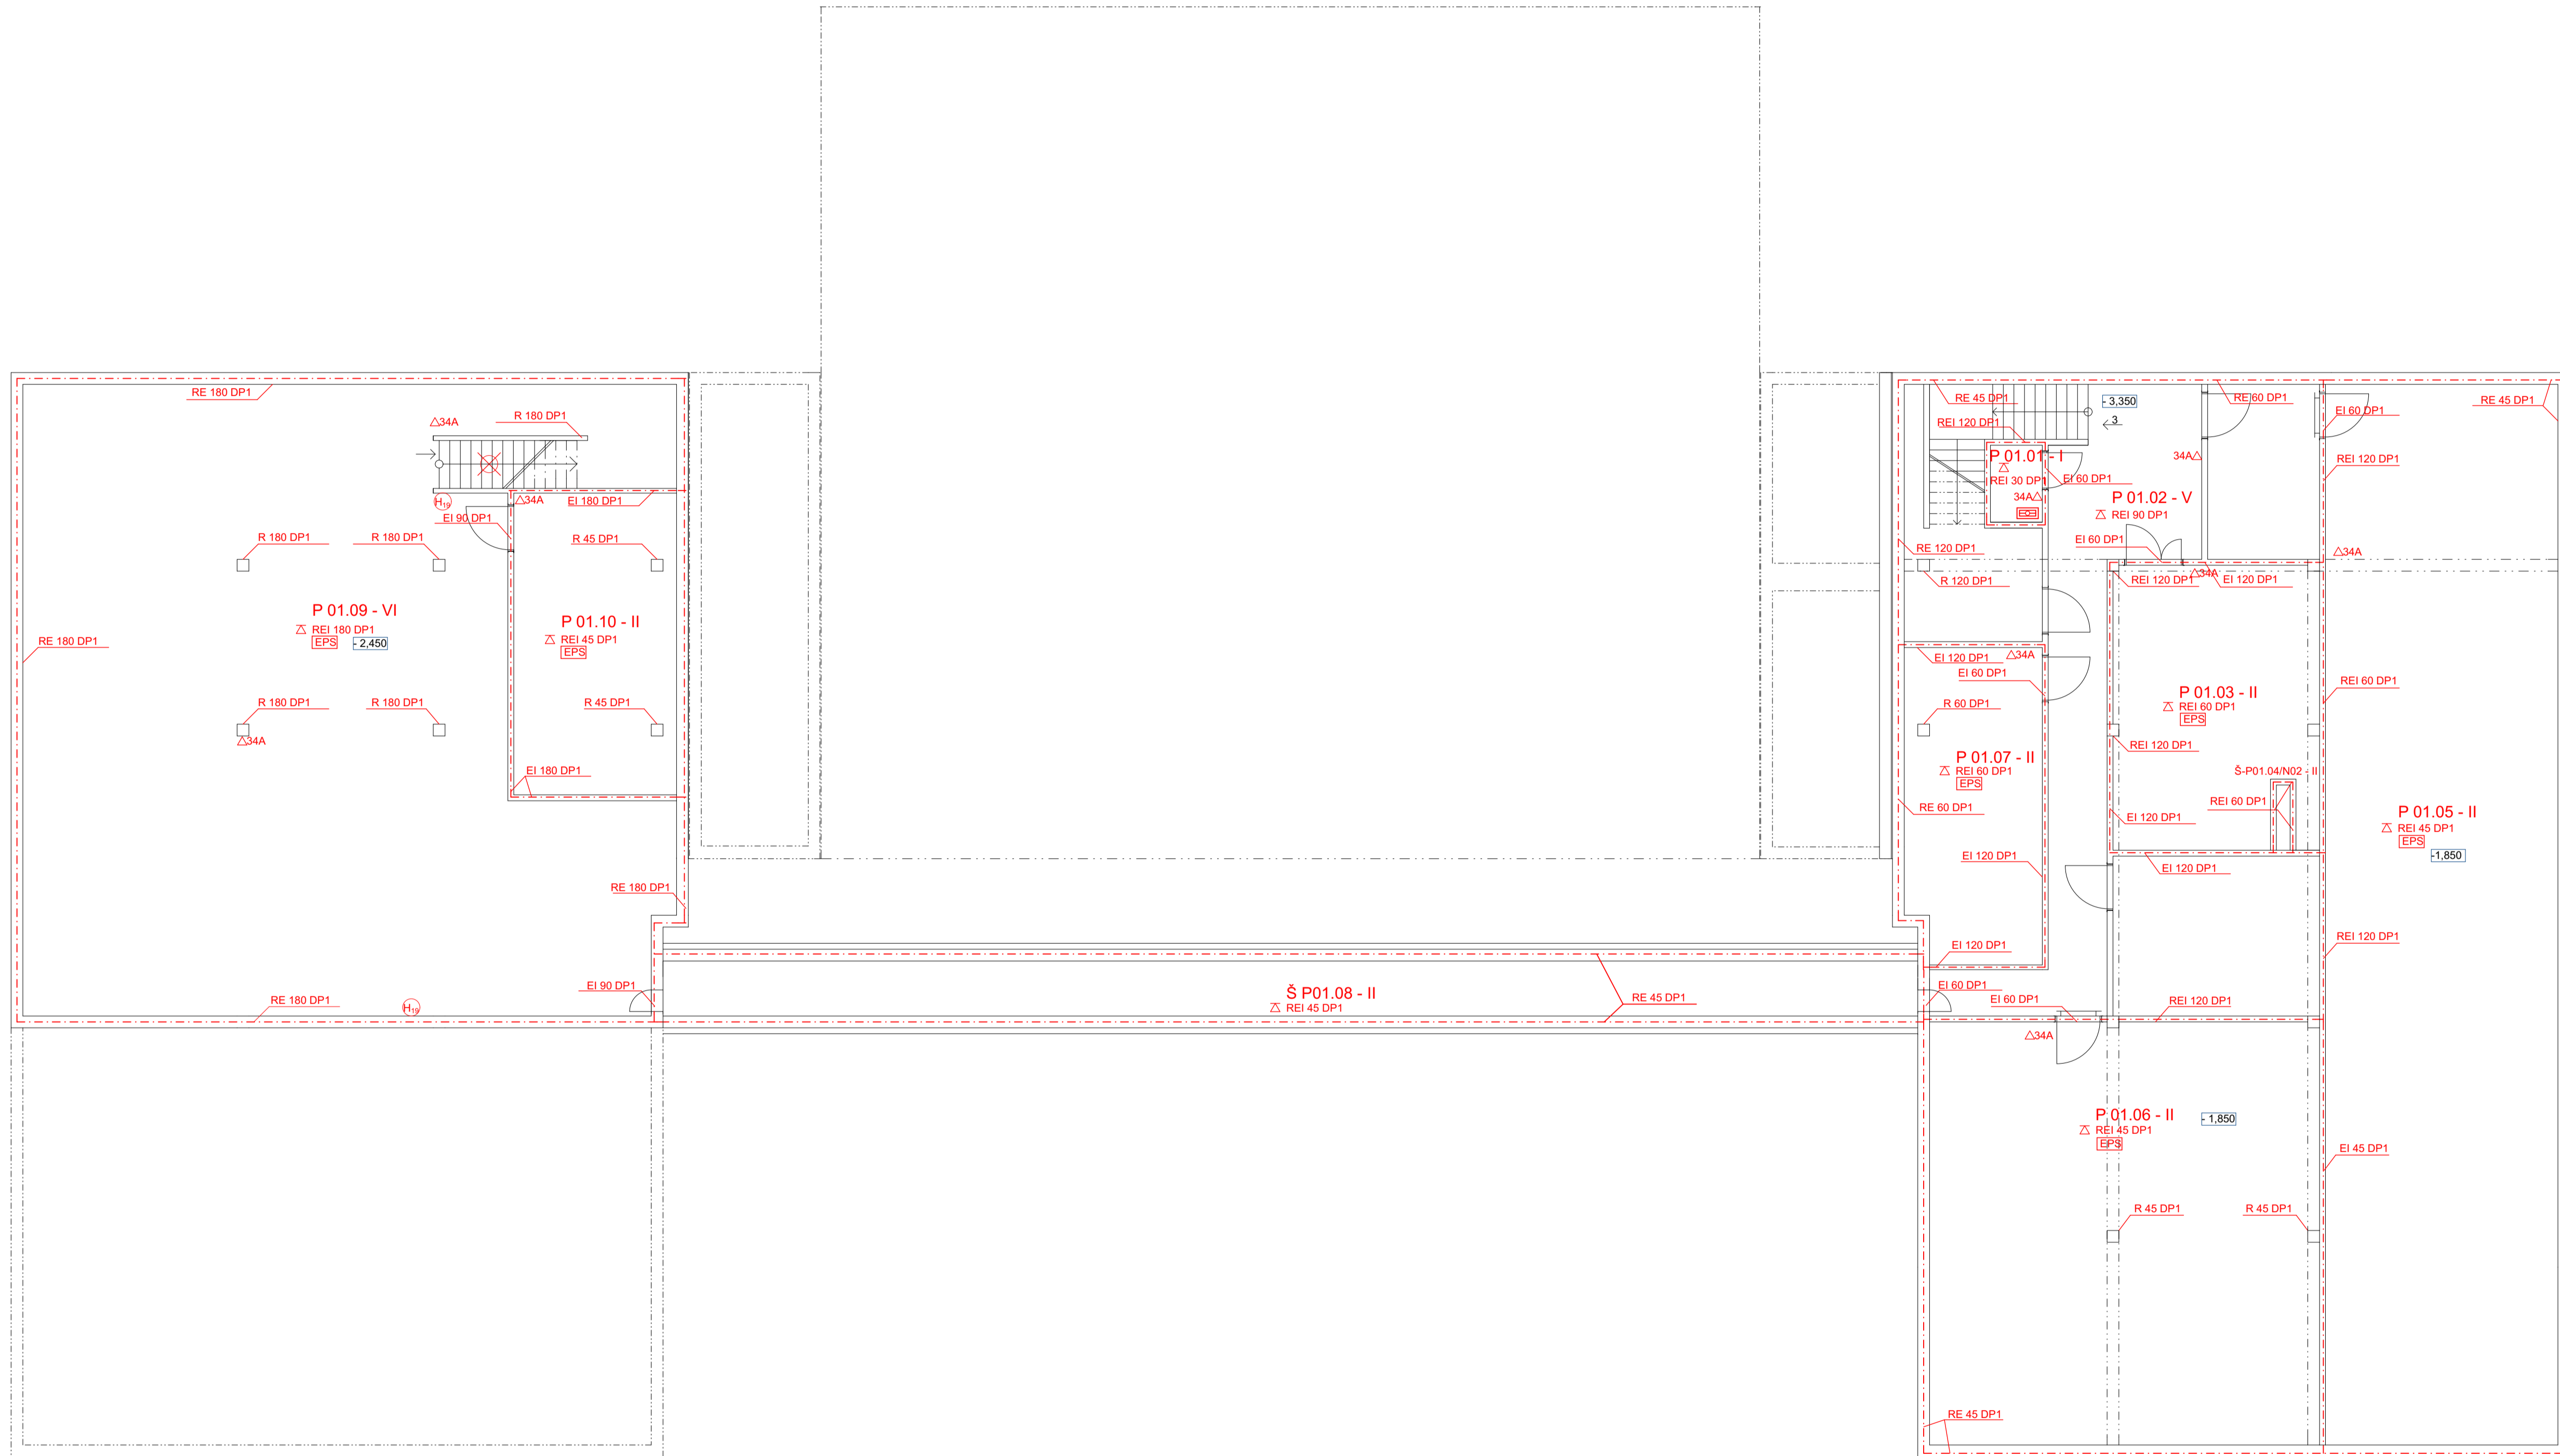 RE 180 DP1
△34A
R 180 DP1
H19
△34A
EI 180 DP1
EI 90 DP1
R 180 DP1
R 180 DP1
R 45 DP1
P 01.09 - VI
REI 180 DP1
EPS
- 2,450
P 01.10 - II
REI 45 DP1
EPS
RE 180 DP1
R 180 DP1
R 180 DP1
R 45 DP1
△34A
EI 180 DP1
RE 180 DP1
EI 90 DP1
RE 180 DP1
H19
Š P01.08 - II
REI 45 DP1
RE 45 DP1
RE 45 DP1
- 3,350
3
RE 60 DP1
EI 60 DP1
RE 45 DP1
REI 120 DP1
P 01.01 - I
REI 30 DP1
34A△
EI 60 DP1
34A△
REI 120 DP1
P 01.02 - V
REI 90 DP1
EI 60 DP1
△34A
RE 120 DP1
R 120 DP1
REI 120 DP1
△34A
EI 120 DP1
EI 120 DP1
△34A
EI 60 DP1
R 60 DP1
P 01.03 - II
REI 60 DP1
EPS
REI 60 DP1
REI 120 DP1
P 01.07 - II
REI 60 DP1
EPS
Š-P01.04/N02 - II
REI 60 DP1
RE 60 DP1
EI 120 DP1
P 01.05 - II
REI 45 DP1
EPS
-1,850
EI 120 DP1
EI 120 DP1
EI 120 DP1
REI 120 DP1
EI 60 DP1
EI 60 DP1
REI 120 DP1
△34A
P 01.06 - II
REI 45 DP1
EPS
- 1,850
EI 45 DP1
R 45 DP1
R 45 DP1
RE 45 DP1